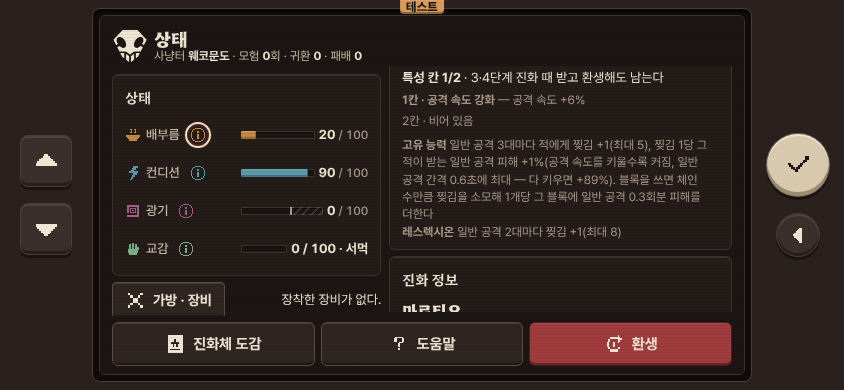 테스트
상태
사냥터 웨코문도 · 모험 0회 · 귀환 0 · 패배 0
상태
배부름 20 / 100
컨디션 90 / 100
광기 0 / 100
교감 0 / 100 · 서먹
가방 · 장비
장착한 장비가 없다.
특성 칸 1/2 · 3·4단계 진화 때 받고 환생해도 남는다
1칸 · 공격 속도 강화 — 공격 속도 +6%
2칸 · 비어 있음
고유 능력 일반 공격 3대마다 적에게 찢김 +1(최대 5), 찢김 1당 그
적이 받는 일반 공격 피해 +1%(공격 속도를 키울수록 커짐, 일반
공격 간격 0.6초에 최대 — 다 키우면 +89%). 블록을 쓰면 체인
수만큼 찢김을 소모해 1개당 그 블록에 일반 공격 0.3회분 피해를
더한다
레스렉시온 일반 공격 2대마다 찢김 +1(최대 8)
진화 정보
진화체 도감
? 도움말
환생